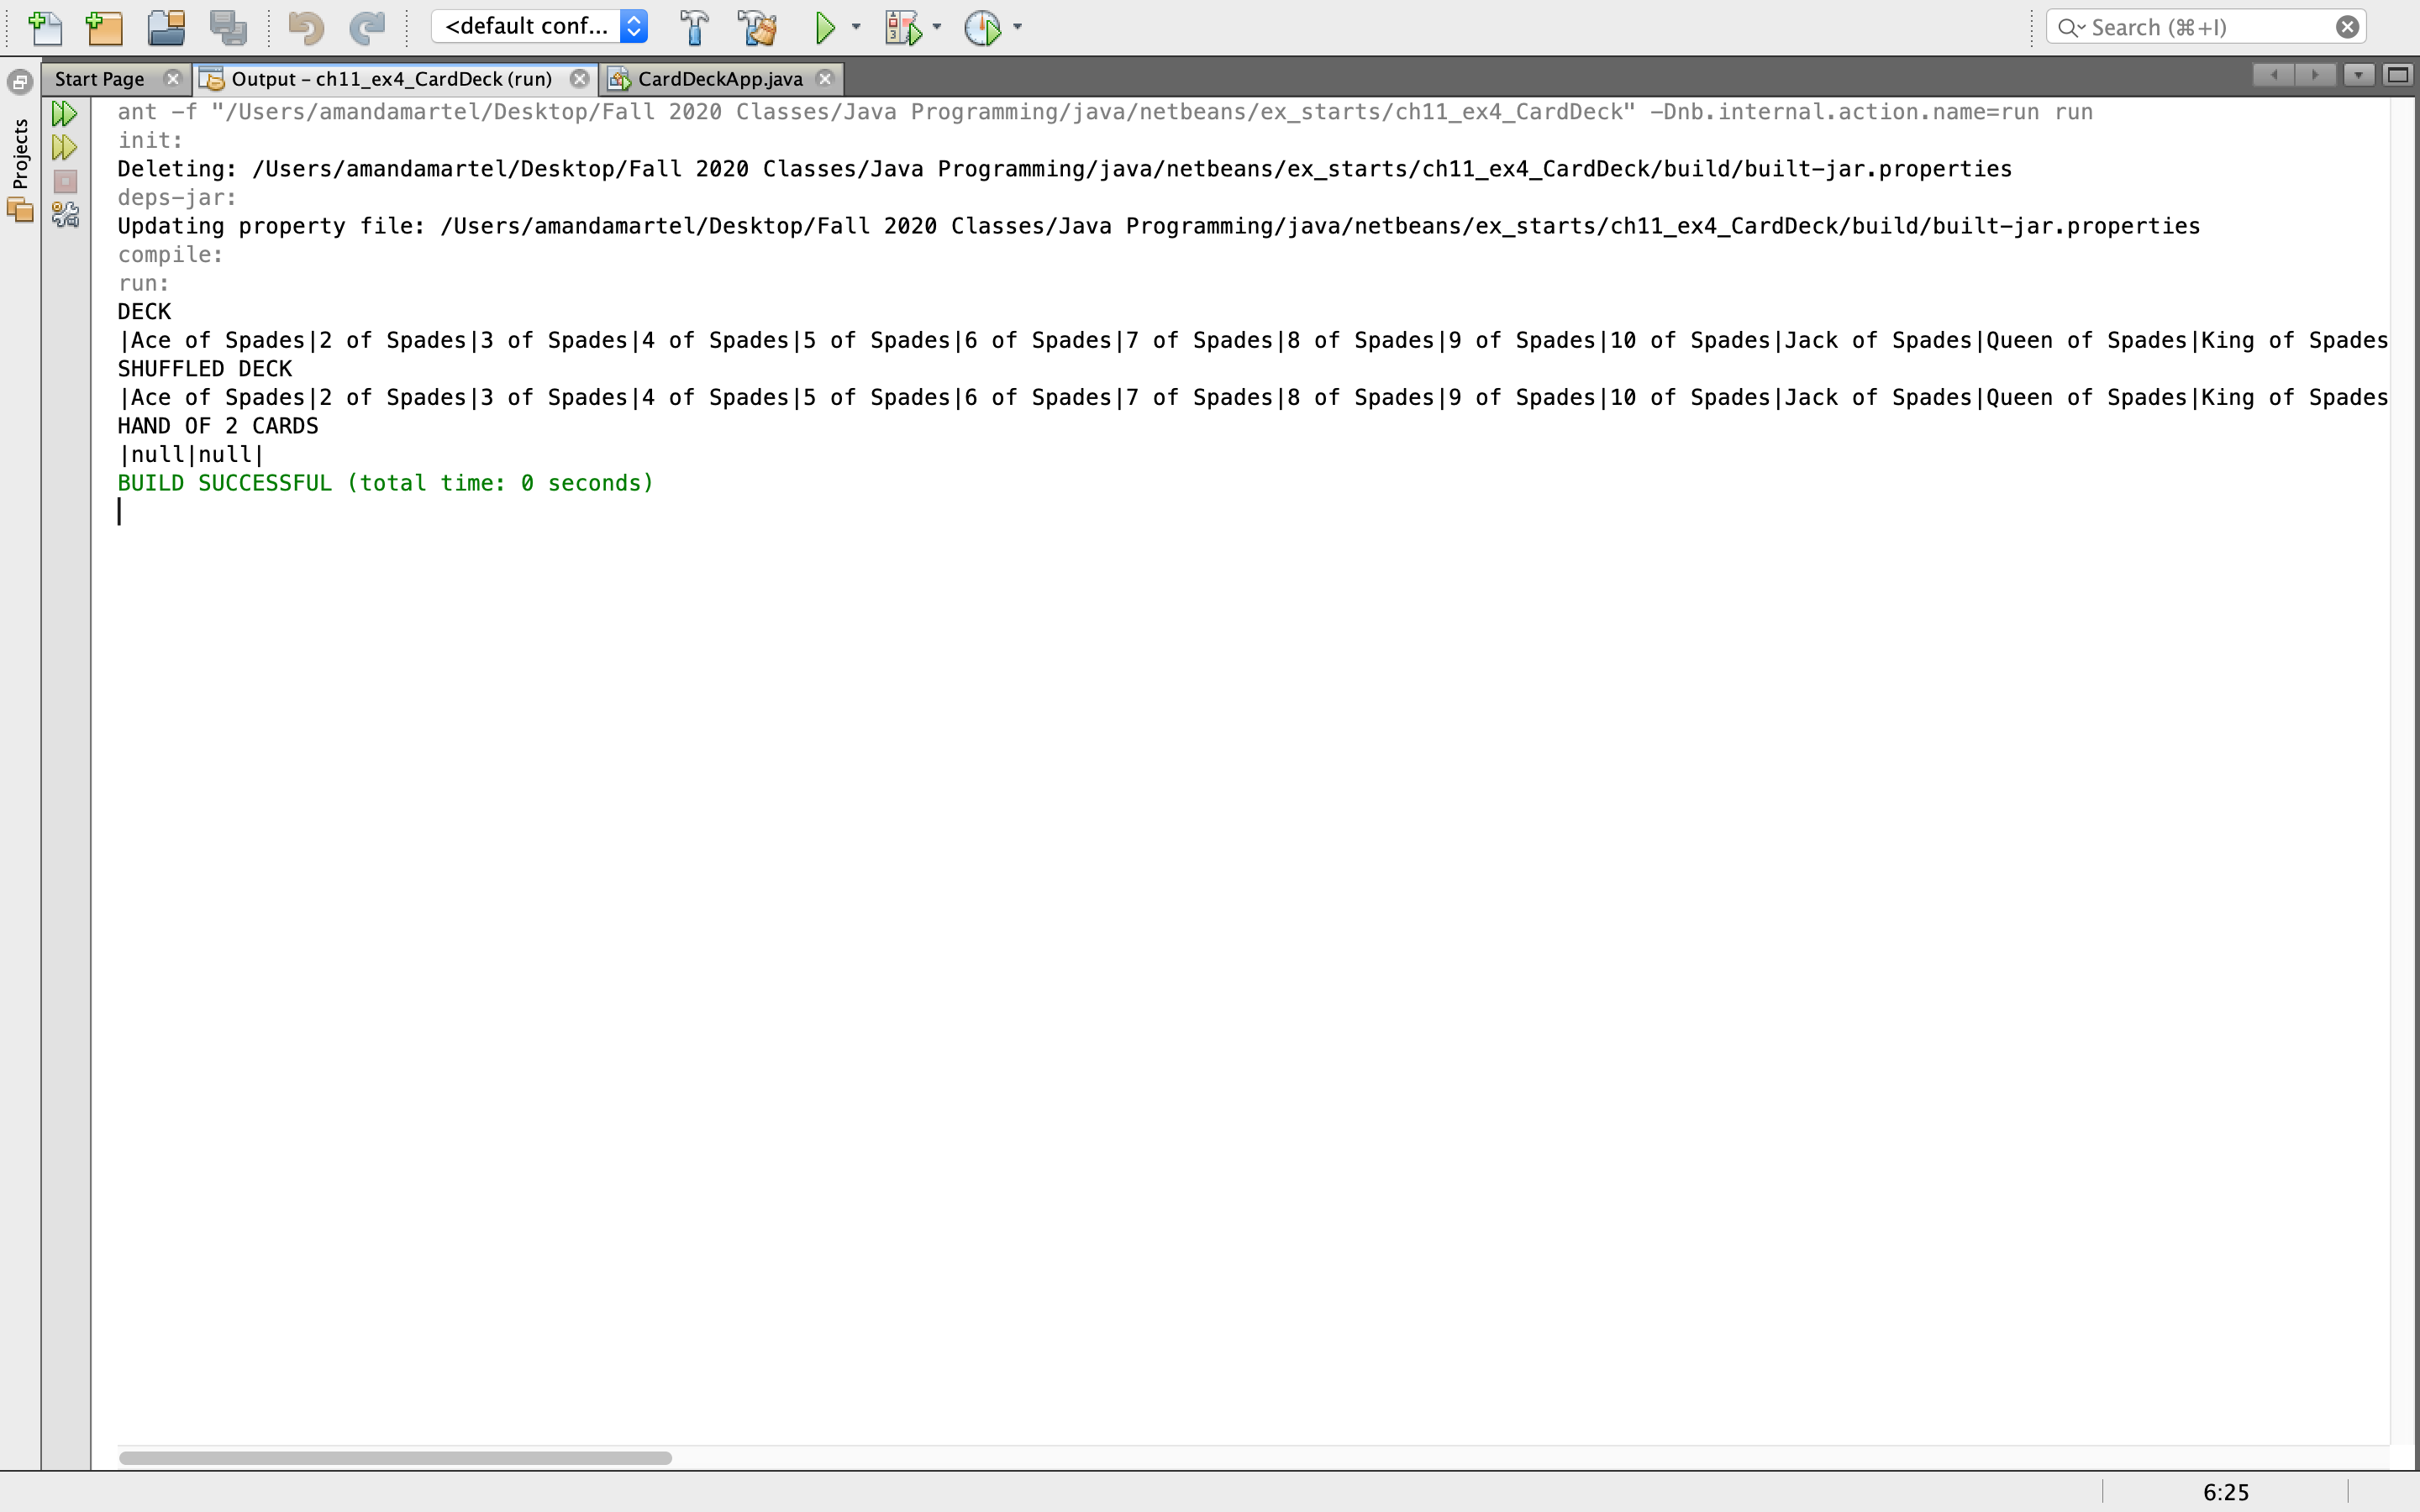 <default conf...
Search (⌘+I)
Start Page
Output – ch11_ex4_CardDeck (run)
CardDeckApp.java
Projects
ant -f "/Users/amandamartel/Desktop/Fall 2020 Classes/Java Programming/java/netbeans/ex_starts/ch11_ex4_CardDeck" -Dnb.internal.action.name=run run
init:
Deleting: /Users/amandamartel/Desktop/Fall 2020 Classes/Java Programming/java/netbeans/ex_starts/ch11_ex4_CardDeck/build/built-jar.properties
deps-jar:
Updating property file: /Users/amandamartel/Desktop/Fall 2020 Classes/Java Programming/java/netbeans/ex_starts/ch11_ex4_CardDeck/build/built-jar.properties
compile:
run:
DECK
|Ace of Spades|2 of Spades|3 of Spades|4 of Spades|5 of Spades|6 of Spades|7 of Spades|8 of Spades|9 of Spades|10 of Spades|Jack of Spades|Queen of Spades|King of Spades
SHUFFLED DECK
|Ace of Spades|2 of Spades|3 of Spades|4 of Spades|5 of Spades|6 of Spades|7 of Spades|8 of Spades|9 of Spades|10 of Spades|Jack of Spades|Queen of Spades|King of Spades
HAND OF 2 CARDS
|null|null|
BUILD SUCCESSFUL (total time: 0 seconds)
6:25